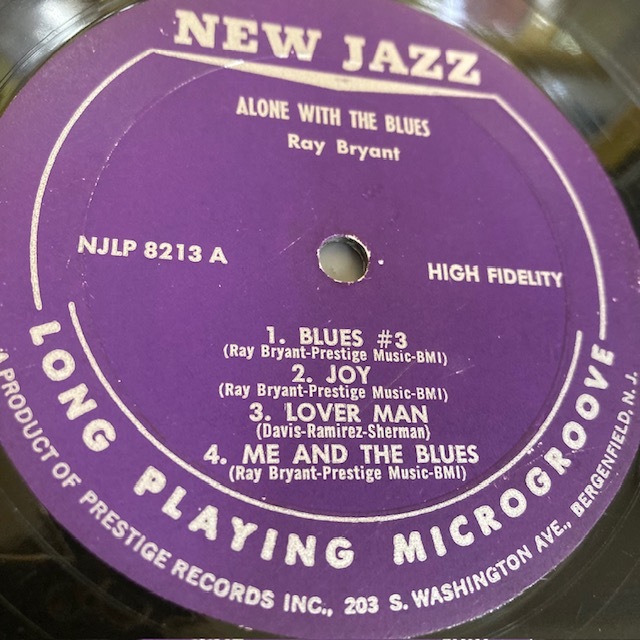 NEW JAZZ
ALONE WITH THE BLUES
Ray Bryant
NJLP 8213 A
HIGH FIDELITY
1. BLUES #3
(Ray Bryant-Prestige Music-BMI)
2. JOY
(Ray Bryant-Prestige Music-BMI)
3. LOVER MAN
(Davis-Ramirez-Sherman)
4. ME AND THE BLUES
(Ray Bryant-Prestige Music-BMI)
LONG PLAYING MICROGROOVE
A PRODUCT OF PRESTIGE RECORDS INC., 203 S. WASHINGTON AVE., BERGENFIELD, N. J.